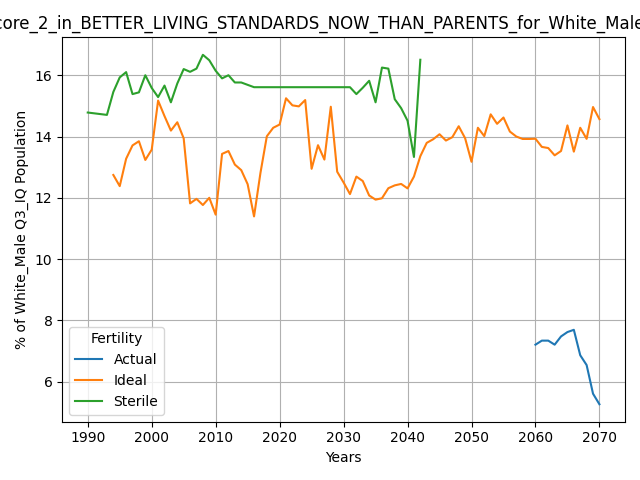 core_2_in_BETTER_LIVING_STANDARDS_NOW_THAN_PARENTS_for_White_Male
% of White_Male Q3_IQ Population
16
14
12
10
8
6
Fertility
Actual
Ideal
Sterile
1990 2000 2010 2020 2030 2040 2050 2060 2070
Years